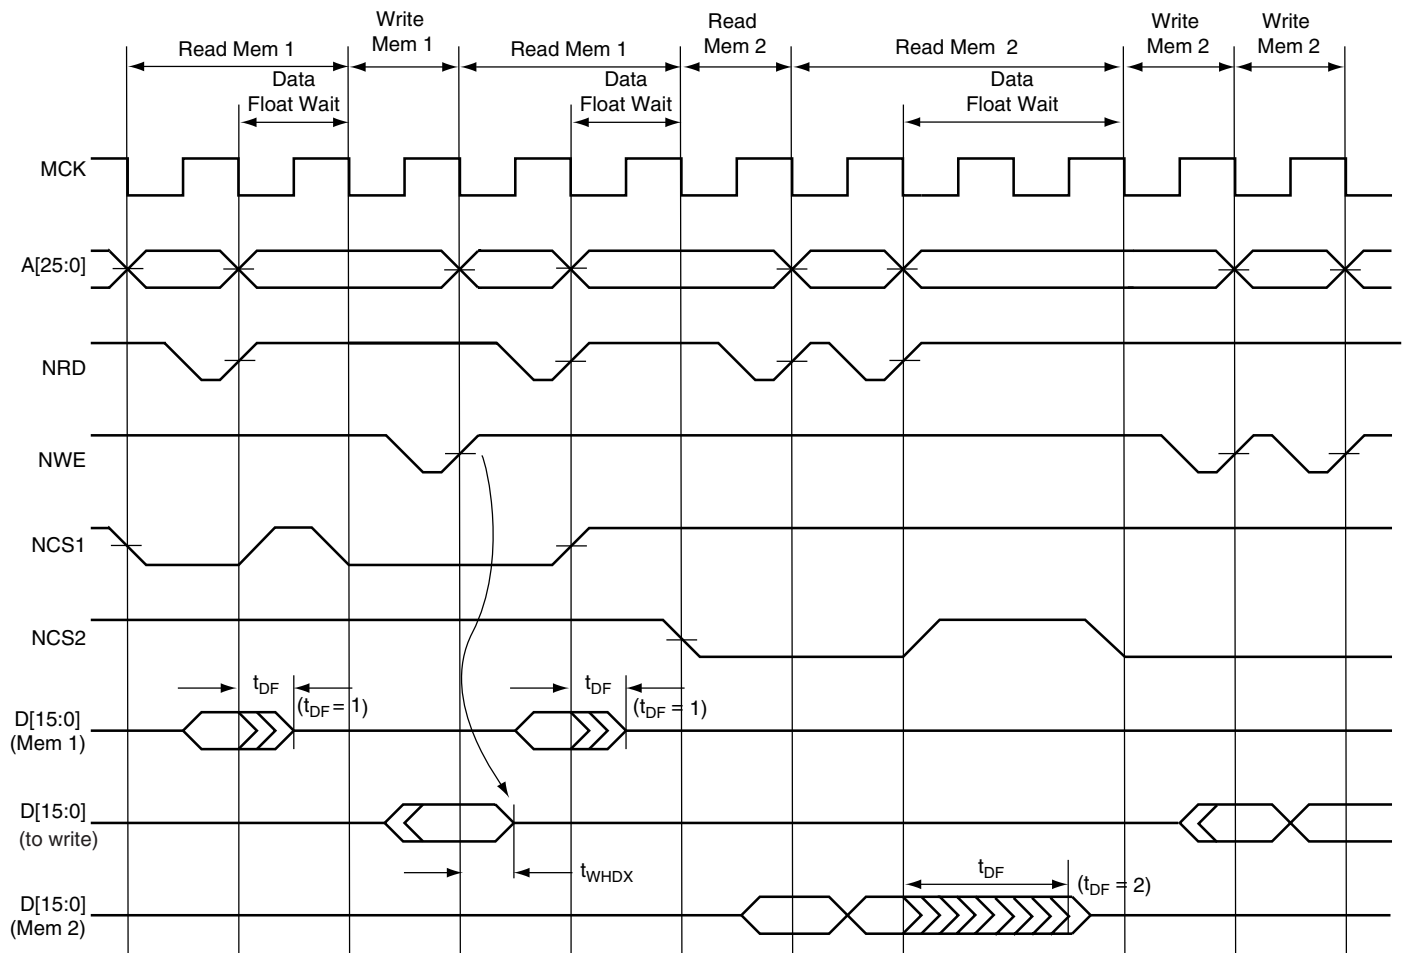 Write
Mem 1
Read
Mem 2
Write
Mem 2
Write
Mem 2
Read Mem 1
Read Mem 1
Read Mem 2
Data
Float Wait
Data
Float Wait
Data
Float Wait
MCK
A[25:0]
NRD
NWE
NCS1
NCS2
tDF
(tDF = 1)
tDF
(tDF = 1)
D[15:0]
(Mem 1)
D[15:0]
(to write)
tWHDX
tDF
(tDF = 2)
D[15:0]
(Mem 2)